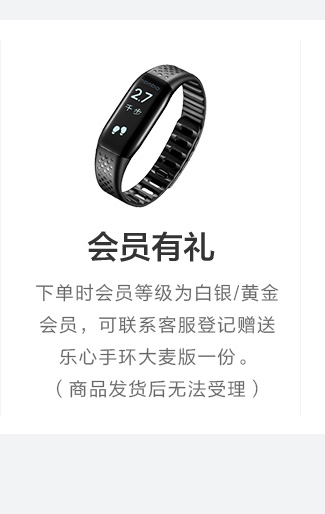 2.7
千步
会员有礼
下单时会员等级为白银/黄金
会员，可联系客服登记赠送
乐心手环大麦版一份。
（商品发货后无法受理）